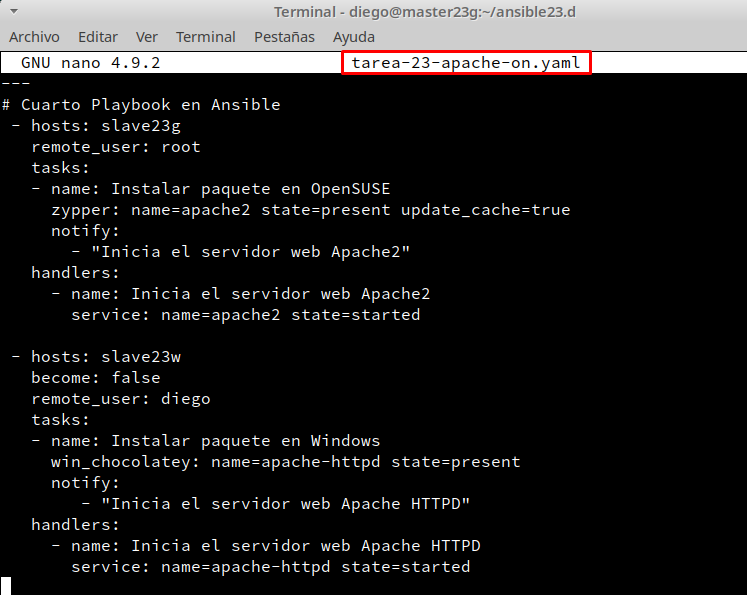 Terminal - diego@master23g:~/ansible23.d
Archivo Editar Ver Terminal Pestañas Ayuda
GNU nano 4.9.2 tarea-23-apache-on.yaml
---
# Cuarto Playbook en Ansible
 - hosts: slave23g
   remote_user: root
   tasks:
   - name: Instalar paquete en OpenSUSE
     zypper: name=apache2 state=present update_cache=true
     notify:
       - "Inicia el servidor web Apache2"
   handlers:
     - name: Inicia el servidor web Apache2
       service: name=apache2 state=started

 - hosts: slave23w
   become: false
   remote_user: diego
   tasks:
   - name: Instalar paquete en Windows
     win_chocolatey: name=apache-httpd state=present
     notify:
        - "Inicia el servidor web Apache HTTPD"
   handlers:
     - name: Inicia el servidor web Apache HTTPD
       service: name=apache-httpd state=started